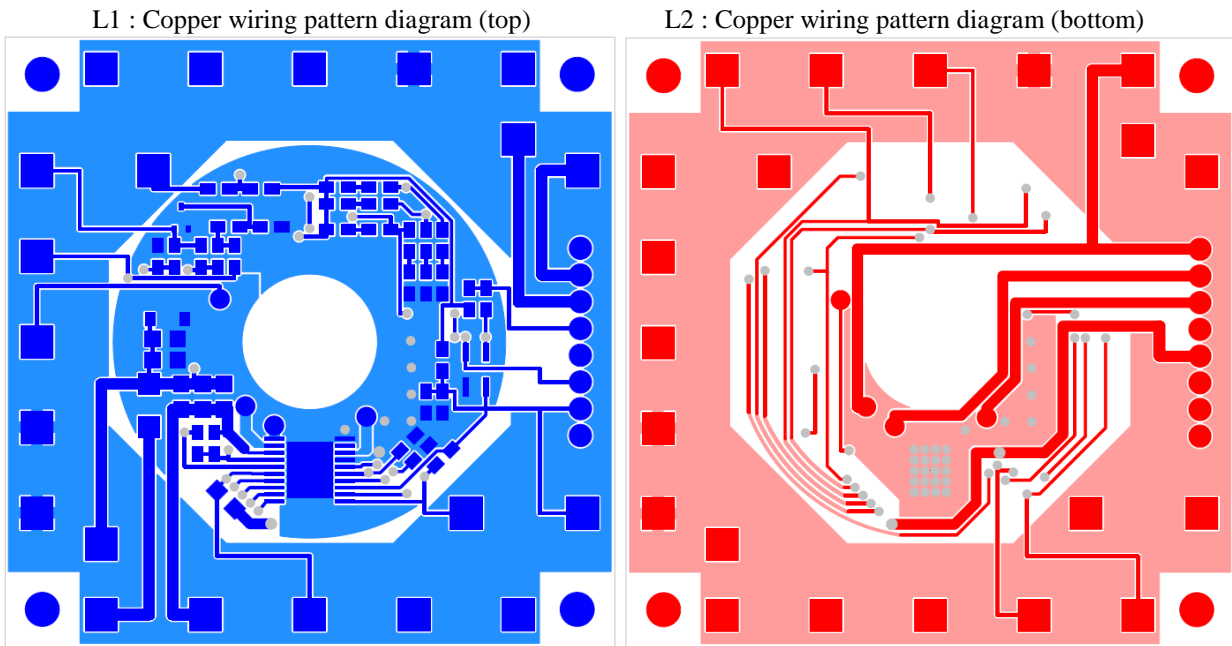 L1 : Copper wiring pattern diagram (top)
L2 : Copper wiring pattern diagram (bottom)